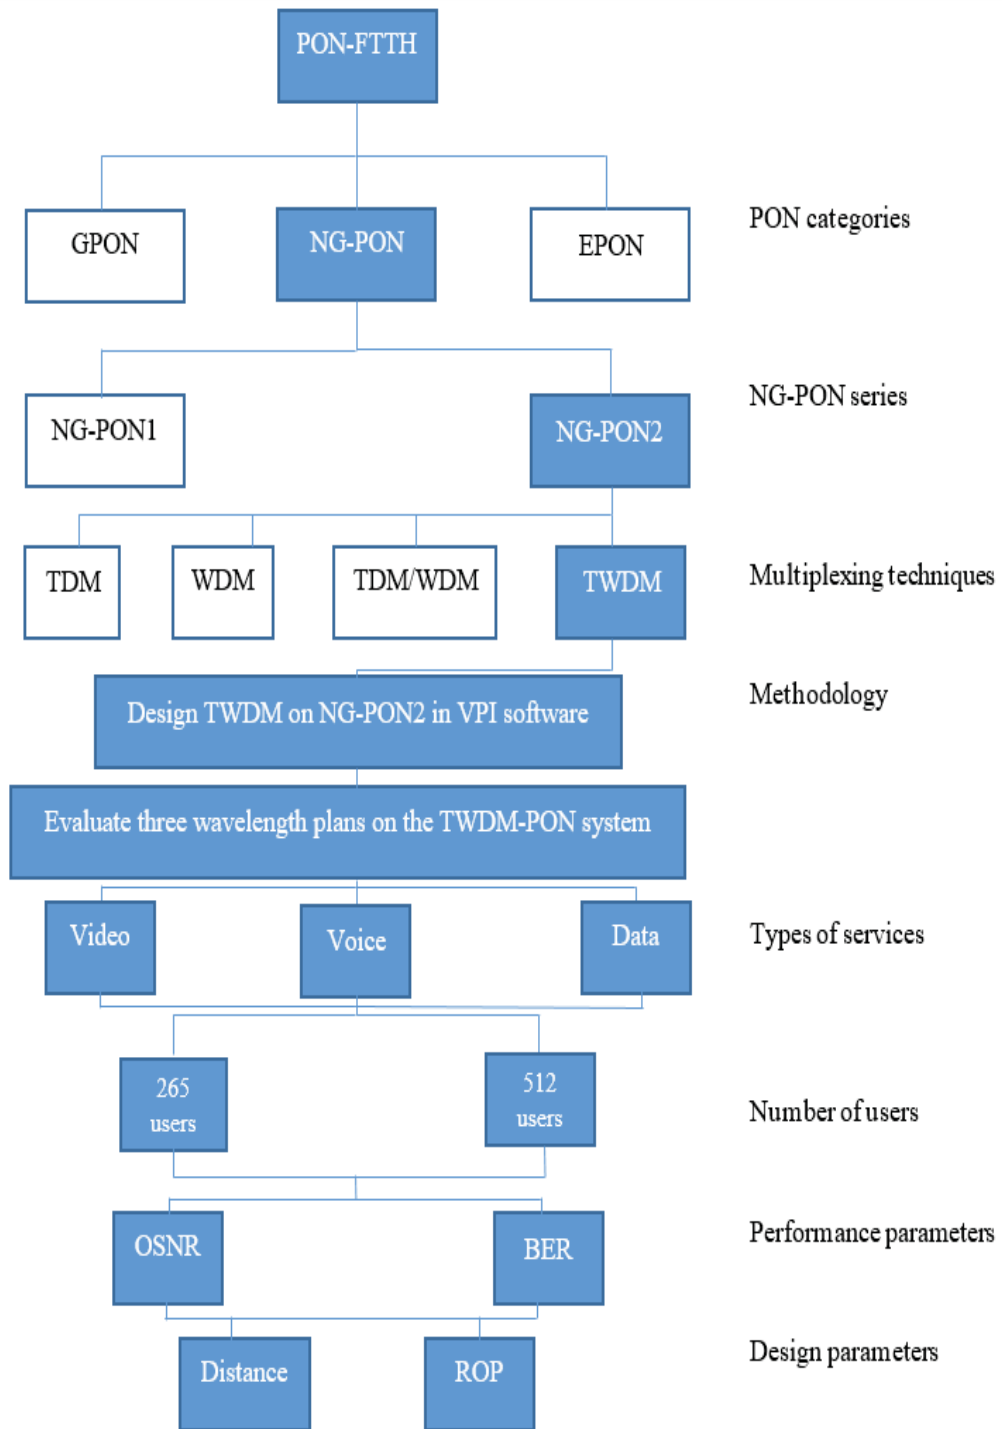 PON-FTTH
GPON
NG-PON
EPON
PON categories
NG-PON1
NG-PON2
NG-PON series
TDM
WDM
TDM/WDM
TWDM
Multiplexing techniques
Design TWDM on NG-PON2 in VPI software
Methodology
Evaluate three wavelength plans on the TWDM-PON system
Video
Voice
Data
Types of services
265
users
512
users
Number of users
OSNR
BER
Performance parameters
Distance
ROP
Design parameters